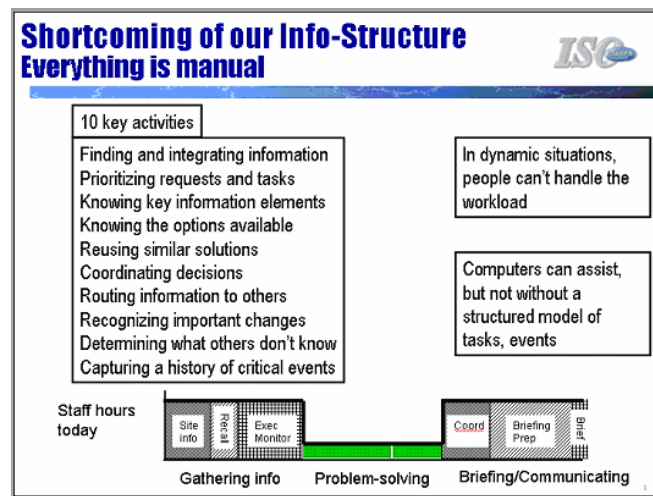 Shortcoming of our Info-Structure
Everything is manual
ISO
10 key activities
Finding and integrating information
Prioritizing requests and tasks
Knowing key information elements
Knowing the options available
Reusing similar solutions
Coordinating decisions
Routing information to others
Recognizing important changes
Determining what others don't know
Capturing a history of critical events
In dynamic situations,
people can't handle the
workload
Computers can assist,
but not without a
structured model of
tasks, events
Staff hours
today
Site
info
Recall
Exec
Monitor
Coord
Briefing
Prep
Brief
Gathering info
Problem-solving
Briefing/Communicating